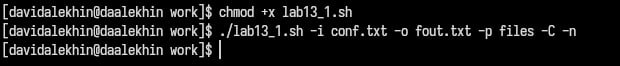 [davidalekhin@daalekhin work]$ chmod +x lab13_1.sh
[davidalekhin@daalekhin work]$ ./lab13_1.sh -i conf.txt -o fout.txt -p files -C -n
[davidalekhin@daalekhin work]$